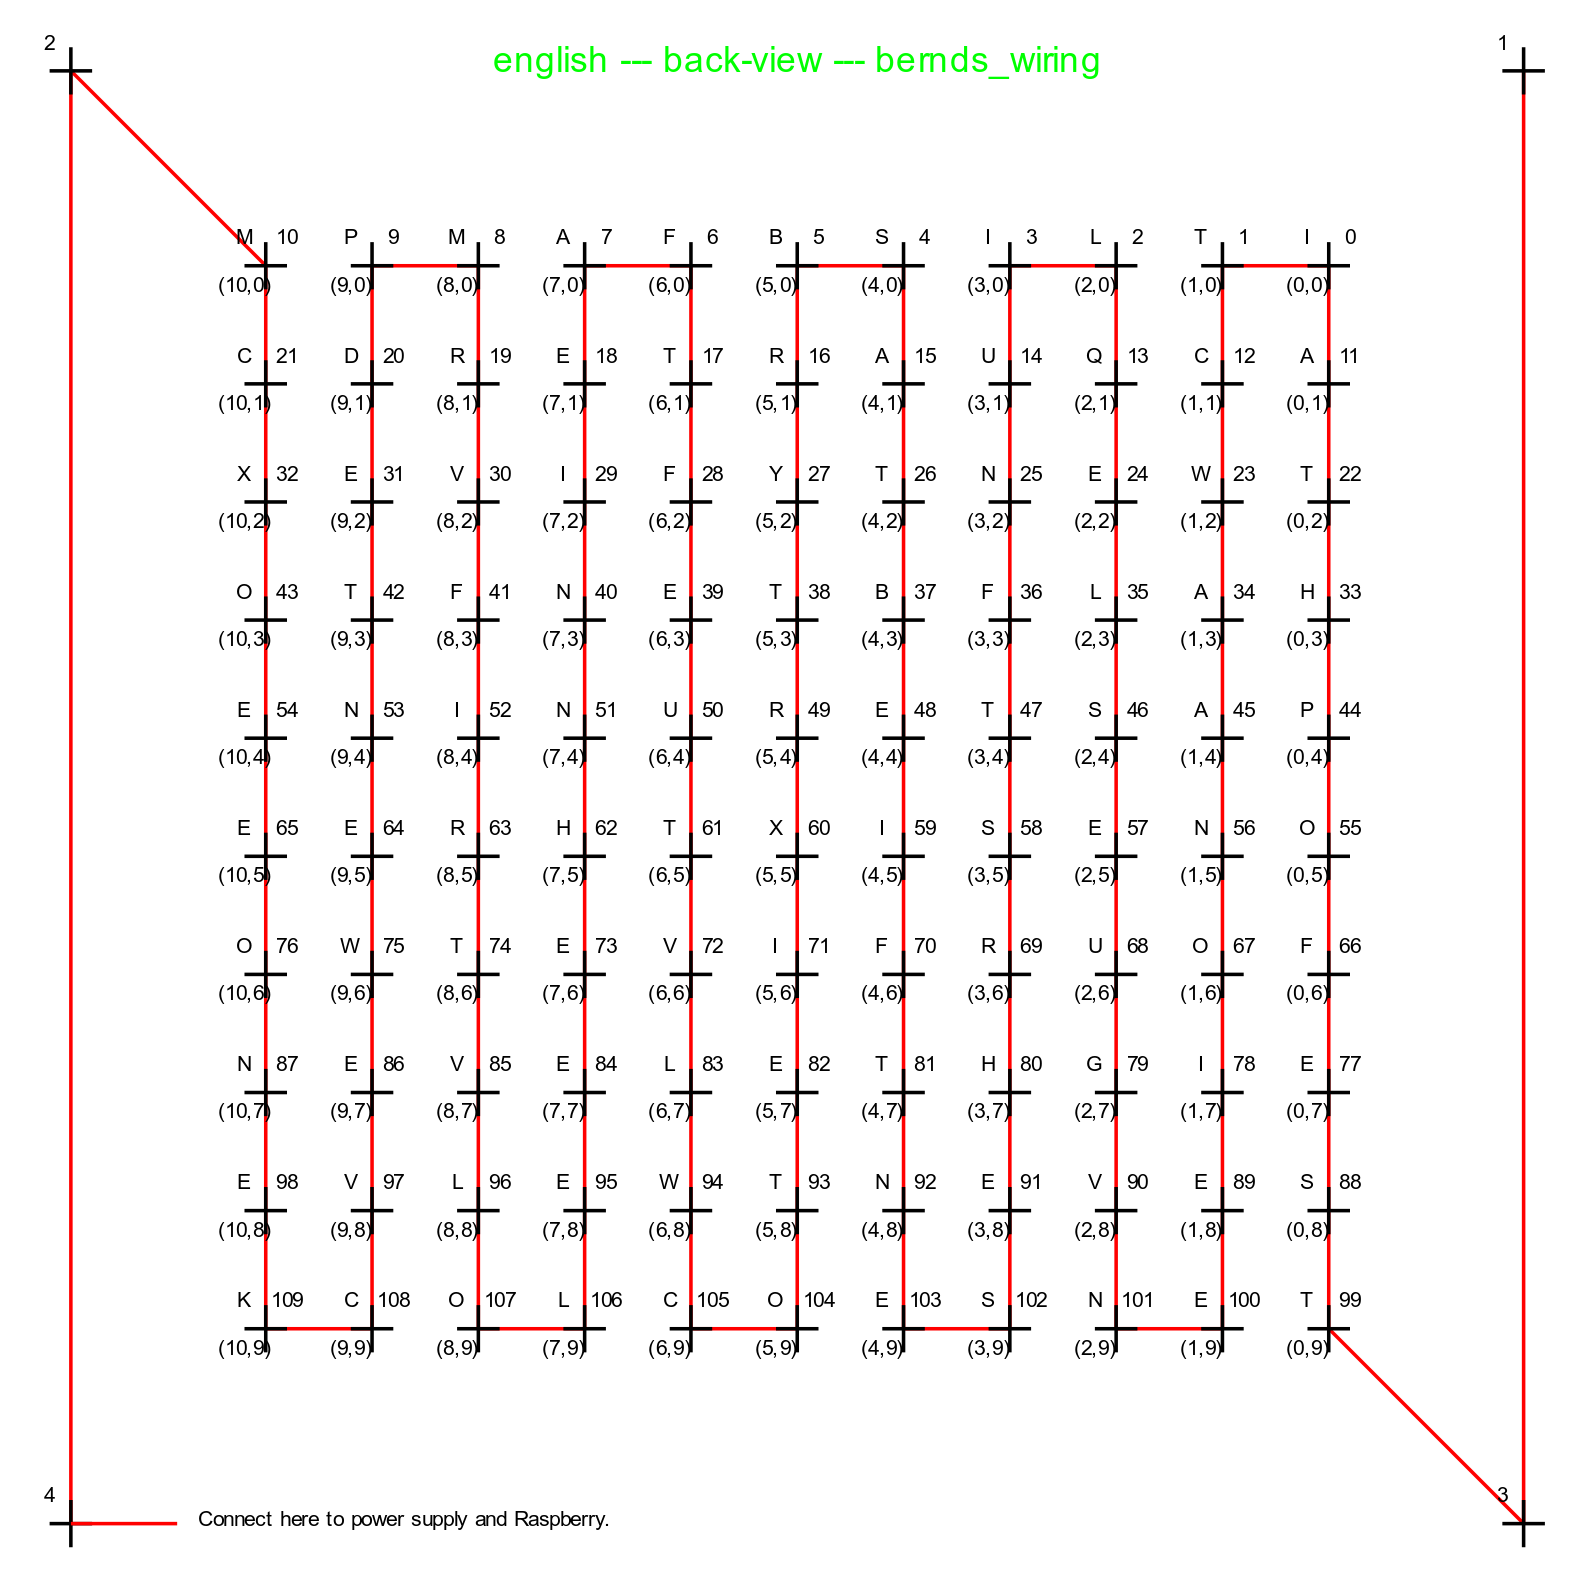 2 english --- back-view --- bernds_wiring 1
M 10 P 9 M 8 A 7 F 6 B 5 S 4 I 3 L 2 T 1 I 0
(10,0) (9,0) (8,0) (7,0) (6,0) (5,0) (4,0) (3,0) (2,0) (1,0) (0,0)
C 21 D 20 R 19 E 18 T 17 R 16 A 15 U 14 Q 13 C 12 A 11
(10,1) (9,1) (8,1) (7,1) (6,1) (5,1) (4,1) (3,1) (2,1) (1,1) (0,1)
X 32 E 31 V 30 I 29 F 28 Y 27 T 26 N 25 E 24 W 23 T 22
(10,2) (9,2) (8,2) (7,2) (6,2) (5,2) (4,2) (3,2) (2,2) (1,2) (0,2)
O 43 T 42 F 41 N 40 E 39 T 38 B 37 F 36 L 35 A 34 H 33
(10,3) (9,3) (8,3) (7,3) (6,3) (5,3) (4,3) (3,3) (2,3) (1,3) (0,3)
E 54 N 53 I 52 N 51 U 50 R 49 E 48 T 47 S 46 A 45 P 44
(10,4) (9,4) (8,4) (7,4) (6,4) (5,4) (4,4) (3,4) (2,4) (1,4) (0,4)
E 65 E 64 R 63 H 62 T 61 X 60 I 59 S 58 E 57 N 56 O 55
(10,5) (9,5) (8,5) (7,5) (6,5) (5,5) (4,5) (3,5) (2,5) (1,5) (0,5)
O 76 W 75 T 74 E 73 V 72 I 71 F 70 R 69 U 68 O 67 F 66
(10,6) (9,6) (8,6) (7,6) (6,6) (5,6) (4,6) (3,6) (2,6) (1,6) (0,6)
N 87 E 86 V 85 E 84 L 83 E 82 T 81 H 80 G 79 I 78 E 77
(10,7) (9,7) (8,7) (7,7) (6,7) (5,7) (4,7) (3,7) (2,7) (1,7) (0,7)
E 98 V 97 L 96 E 95 W 94 T 93 N 92 E 91 V 90 E 89 S 88
(10,8) (9,8) (8,8) (7,8) (6,8) (5,8) (4,8) (3,8) (2,8) (1,8) (0,8)
K 109 C 108 O 107 L 106 C 105 O 104 E 103 S 102 N 101 E 100 T 99
(10,9) (9,9) (8,9) (7,9) (6,9) (5,9) (4,9) (3,9) (2,9) (1,9) (0,9)
4 3
Connect here to power supply and Raspberry.